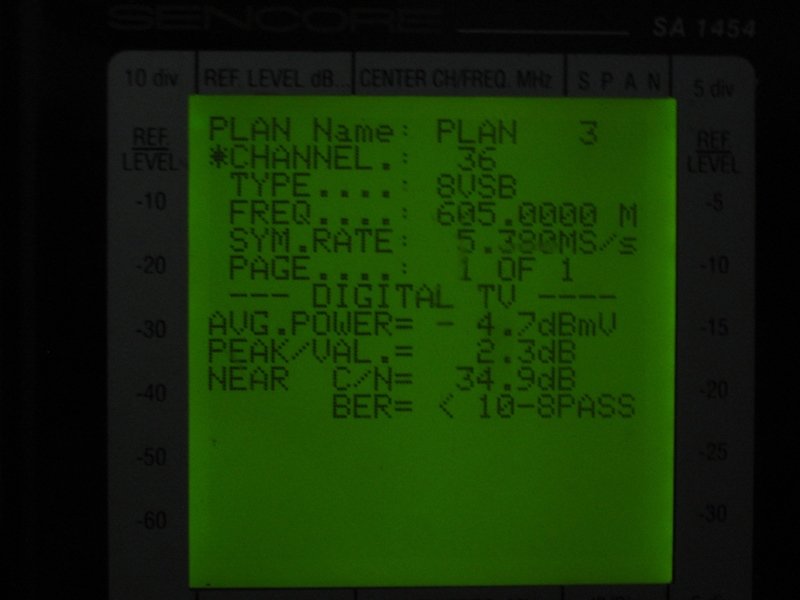 SENCORE SA 1454
10 div REF. LEVEL dB... CENTER CH/FREQ. MHz S P A N 5 div
REF. LEVEL
-10
-20
-30
-40
-50
-60
PLAN Name: PLAN 3
*CHANNEL.: 36
TYPE....: 8VSB
FREQ....: 605.0000 M
SYM.RATE: 5.380MS/s
PAGE....: 1 OF 1
--- DIGITAL TV ----
AVG.POWER= - 4.7dBmV
PEAK/VAL.= 2.3dB
NEAR C/N= 34.9dB
BER= < 10-8PASS
REF. LEVEL
-5
-10
-15
-20
-25
-30